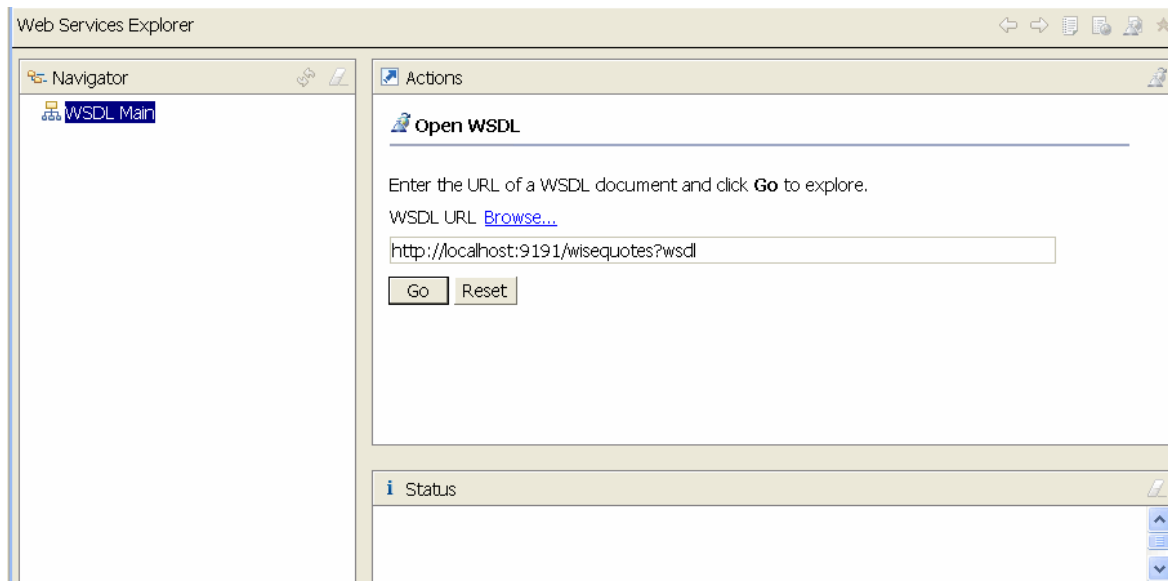 Web Services Explorer
Navigator
WSDL Main
Actions
Open WSDL
Enter the URL of a WSDL document and click Go to explore.
WSDL URL Browse...
http://localhost:9191/wisequotes?wsdl
Go Reset
Status